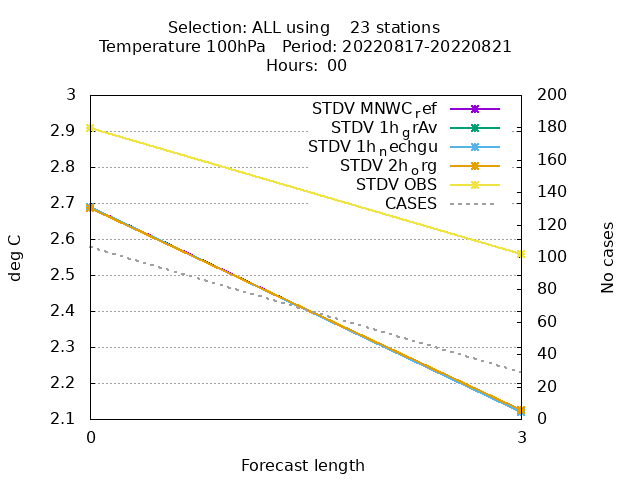 Selection: ALL using    23 stations
Temperature 100hPa   Period: 20220817-20220821
Hours: 00
3
2.9
2.8
2.7
2.6
2.5
2.4
2.3
2.2
2.1
deg C
STDV MNWC_ref
STDV 1h_grAv
STDV 1h_nechgu
STDV 2h_org
STDV OBS
CASES
200
180
160
140
120
100
80
60
40
20
0
No cases
0
3
Forecast length